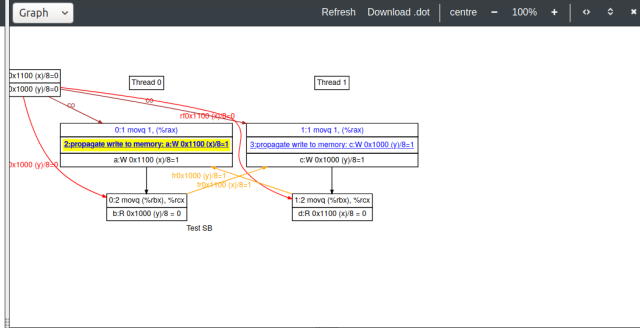 Graph
Refresh
Download .dot
centre
100%
0x1100 (x)/8=0
0x1000 (y)/8=0
Thread 0
Thread 1
co
co
rf0x1100 (x)/8=0
0:1 movq 1, (%rax)
2:propagate write to memory: a:W 0x1100 (x)/8=1
a:W 0x1100 (x)/8=1
1:1 movq 1, (%rax)
3:propagate write to memory: c:W 0x1000 (y)/8=1
c:W 0x1000 (y)/8=1
0x1000 (y)/8=0
fr0x1000 (y)/8=1
fr0x1100 (x)/8=1
0:2 movq (%rbx), %rcx
b:R 0x1000 (y)/8 = 0
1:2 movq (%rbx), %rcx
d:R 0x1100 (x)/8 = 0
Test SB